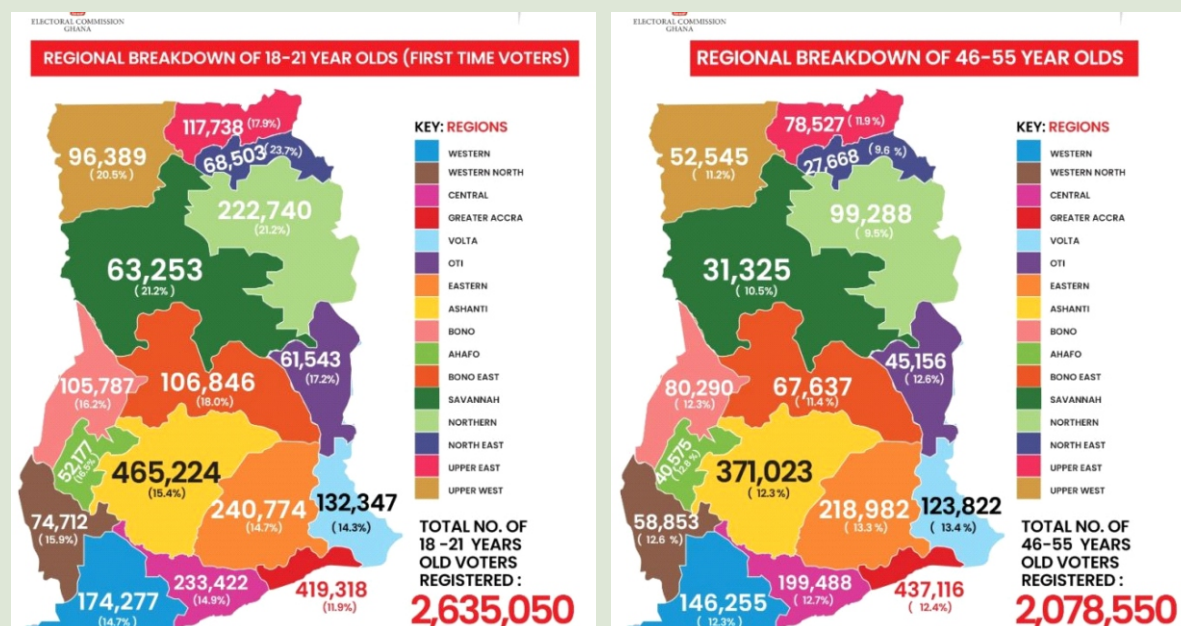 ELECTORAL COMMISSION
GHANA
REGIONAL BREAKDOWN OF 18-21 YEAR OLDS (FIRST TIME VOTERS)
117,738 (17.9%)
96,389
(20.5%)
68,503 (23.7%)
222,740
(21.2%)
63,253
(21.2%)
61,543
(17.2%)
105,787
(16.2%)
106,846
(18.0%)
52,177
(16.5%)
465,224
(15.4%)
240,774
(14.7%)
132,347
(14.3%)
74,712
(15.9%)
233,422
(14.9%)
419,318
(11.9%)
174,277
(14.7%)
KEY: REGIONS
WESTERN
WESTERN NORTH
CENTRAL
GREATER ACCRA
VOLTA
OTI
EASTERN
ASHANTI
BONO
AHAFO
BONO EAST
SAVANNAH
NORTHERN
NORTH EAST
UPPER EAST
UPPER WEST
TOTAL NO. OF
18 -21 YEARS
OLD VOTERS
REGISTERED :
2,635,050
ELECTORAL COMMISSION
GHANA
REGIONAL BREAKDOWN OF 46-55 YEAR OLDS
78,527 (11.9%)
52,545
(11.2%)
27,668 (9.6 %)
99,288
(9.5%)
31,325
(10.5%)
45,156
(12.6%)
80,290
(12.3%)
67,637
(11.4 %)
40,575
(12.8 %)
371,023
(12.3%)
218,982
(13.3 %)
123,822
(13.4 %)
58,853
(12.6 %)
199,488
(12.7%)
437,116
(12.4%)
146,255
(12.3%)
KEY: REGIONS
WESTERN
WESTERN NORTH
CENTRAL
GREATER ACCRA
VOLTA
OTI
EASTERN
ASHANTI
BONO
AHAFO
BONO EAST
SAVANNAH
NORTHERN
NORTH EAST
UPPER EAST
UPPER WEST
TOTAL NO. OF
46-55 YEARS
OLD VOTERS
REGISTERED :
2,078,550